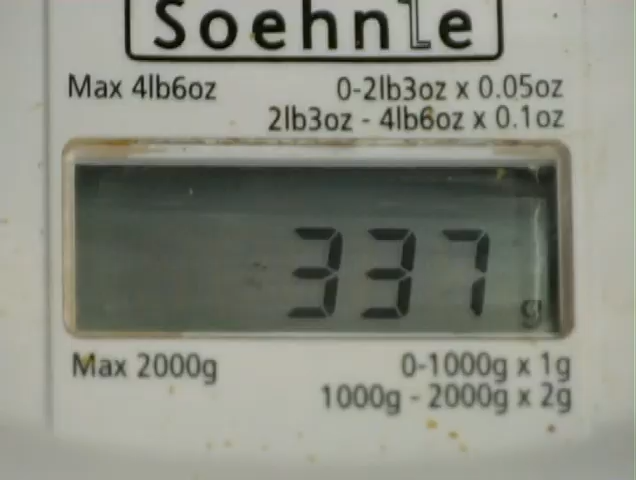 Soehnle
Max 4lb6oz
0-2lb3oz x 0.05oz
2lb3oz - 4lb6oz x 0.1oz
337 g
Max 2000g
0-1000g x 1g
1000g - 2000g x 2g